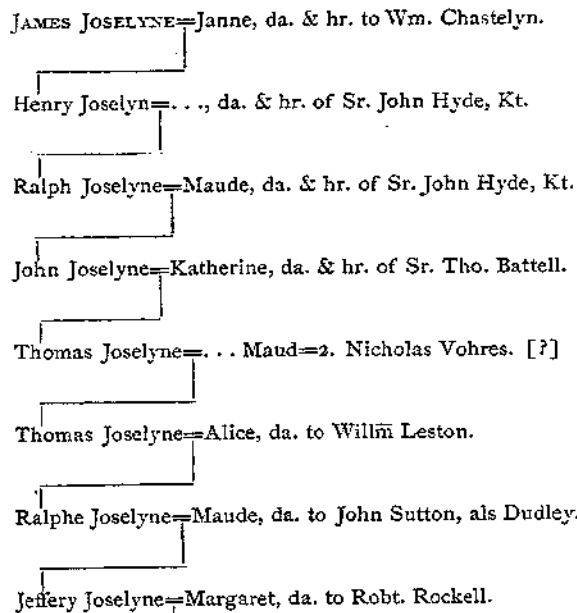 JAMES JOSELYNE=Janne, da. & hr. to Wm. Chastelyn.
Henry Joselyn=. . ., da. & hr. of Sr. John Hyde, Kt.
Ralph Joselyne=Maude, da. & hr. of Sr. John Hyde, Kt.
John Joselyne=Katherine, da. & hr. of Sr. Tho. Battell.
Thomas Joselyne=. . . Maud=2. Nicholas Vohres. [?]
Thomas Joselyne=Alice, da. to Willm̄ Leston.
Ralphe Joselyne=Maude, da. to John Sutton, als Dudley.
Jeffery Joselyne=Margaret, da. to Robt. Rockell.